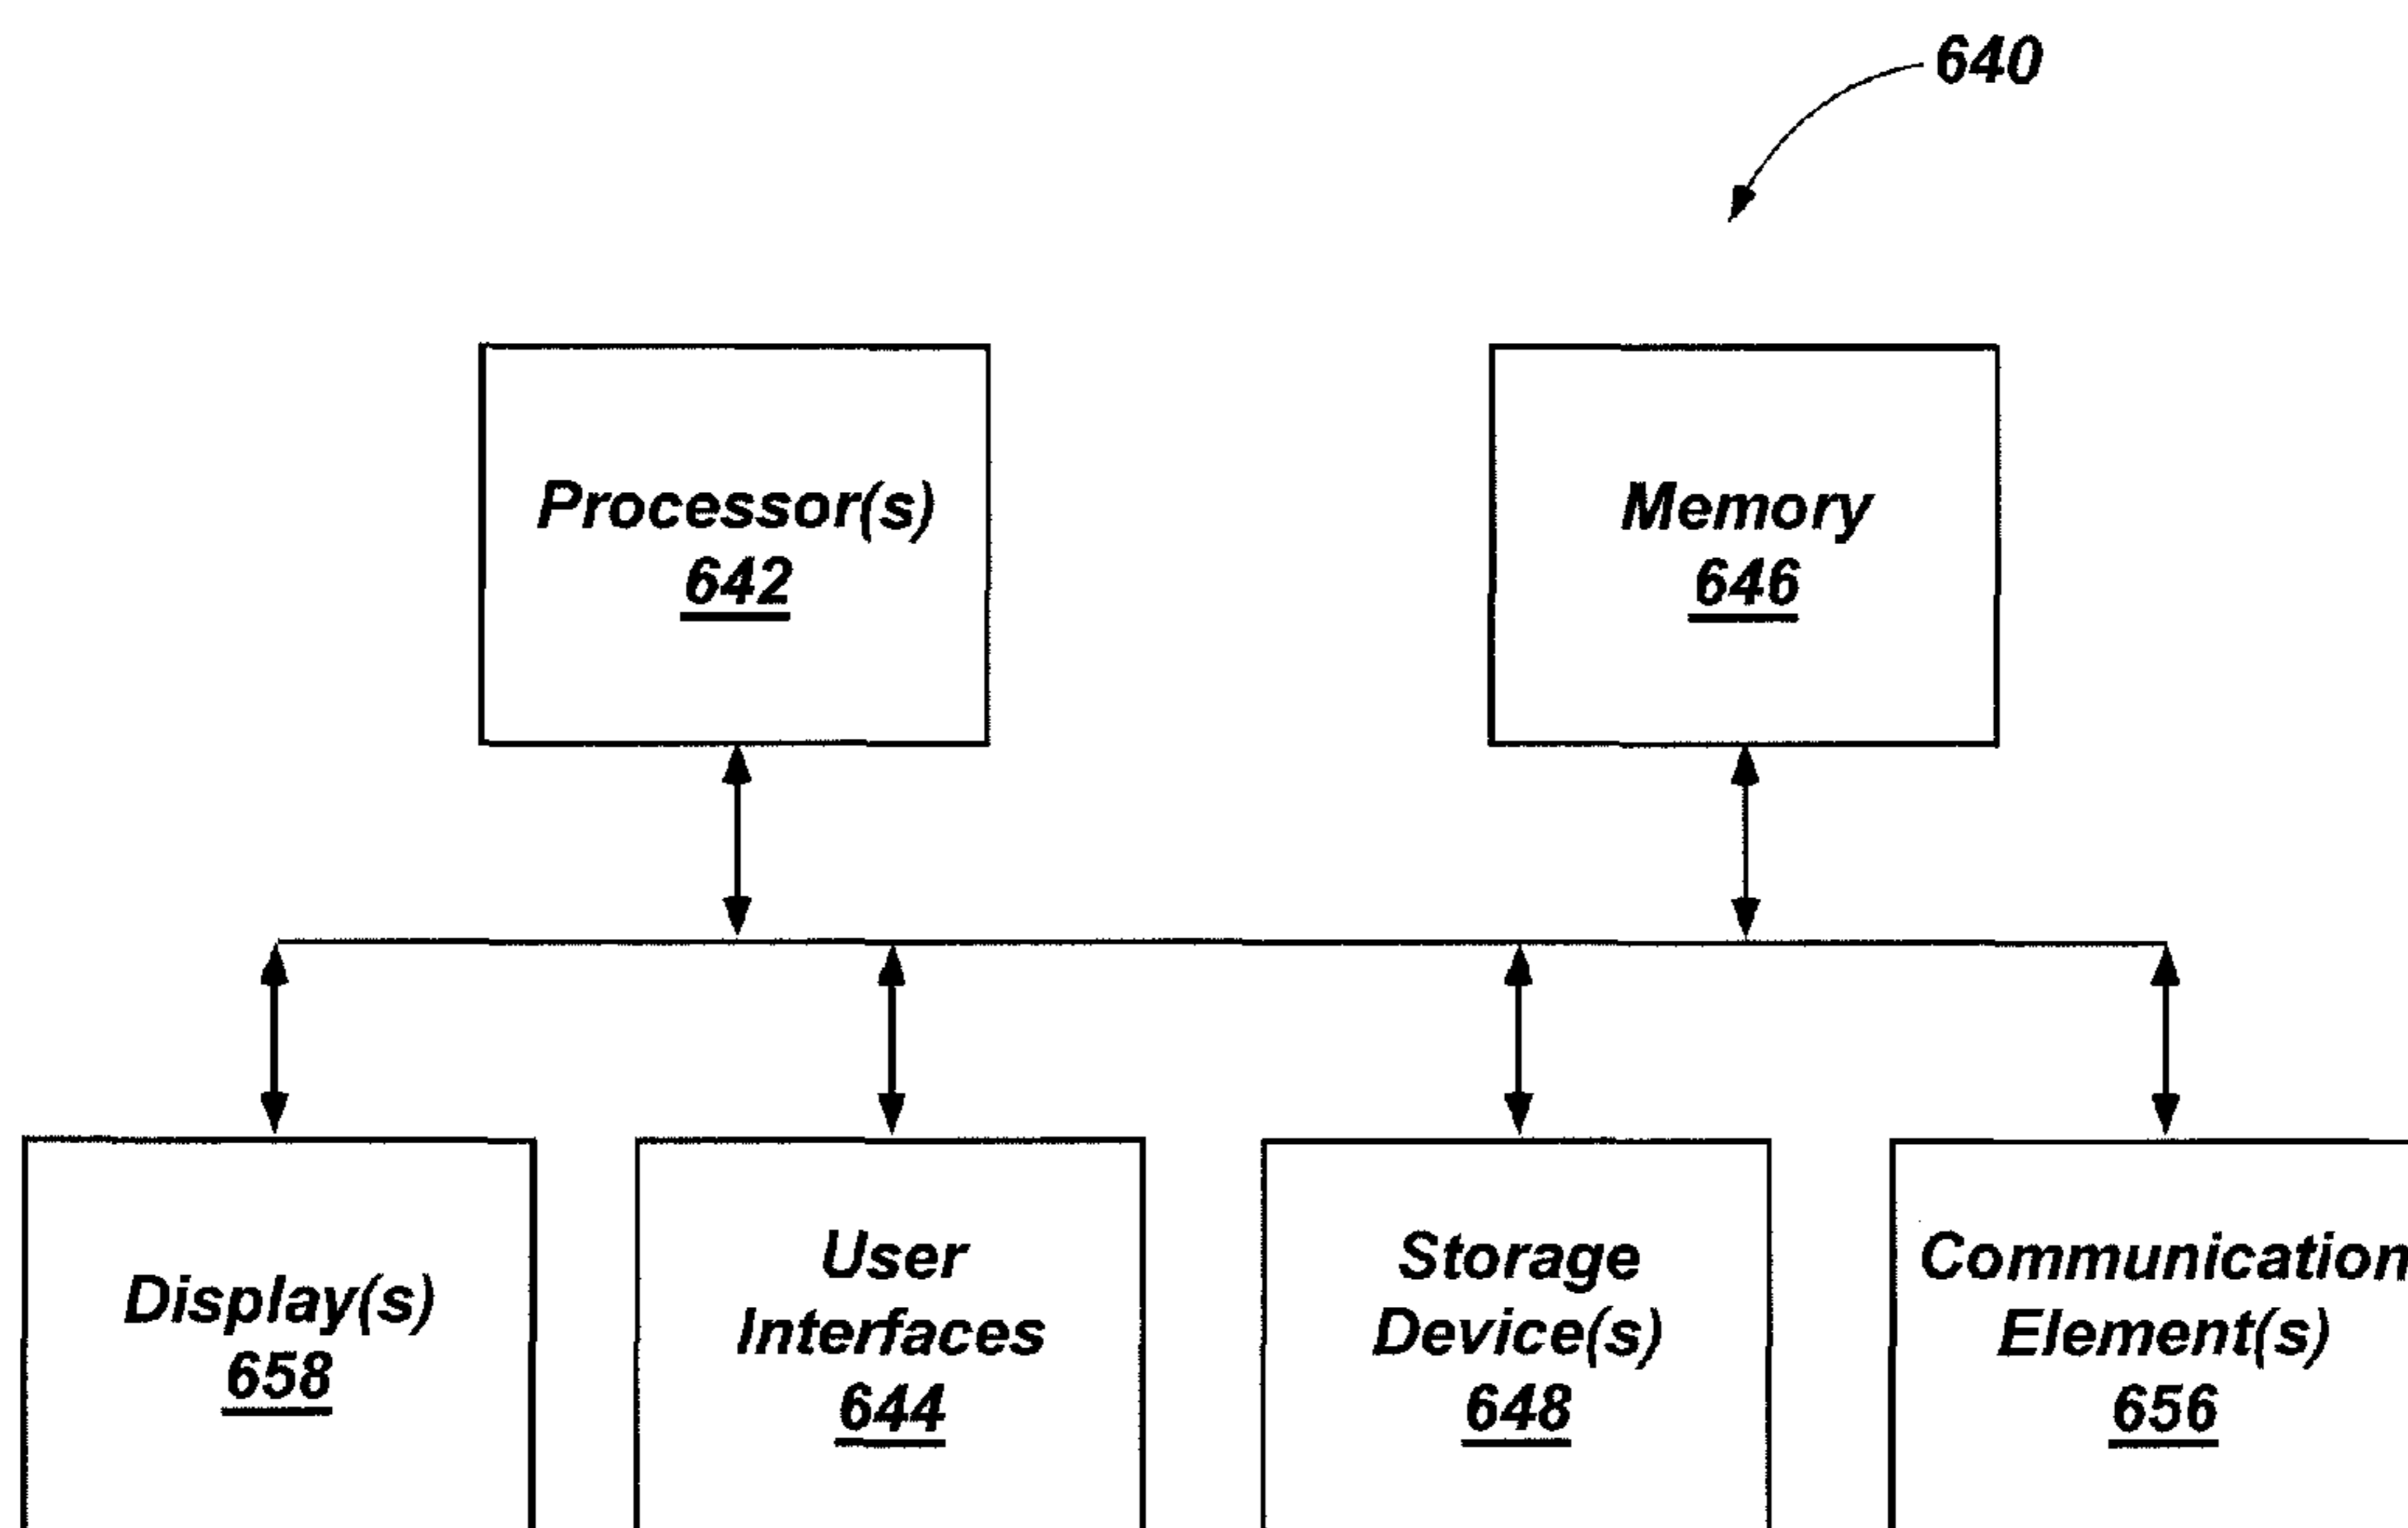 640
Processor(s)
642
Memory
646
Display(s)
658
User
Interfaces
644
Storage
Device(s)
648
Communication
Element(s)
656